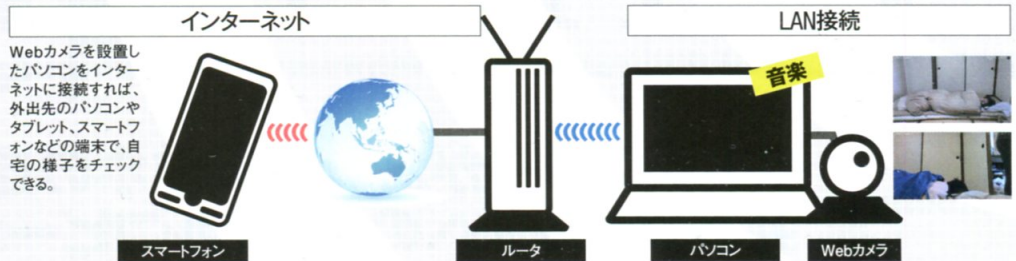 インターネット
LAN接続
Webカメラを設置し
たパソコンをインター
ネットに接続すれば、
外出先のパソコンや
タブレット、スマートフ
ォンなどの端末で、自
宅の様子をチェック
できる。
音楽
スマートフォン
ルータ
パソコン
Webカメラ